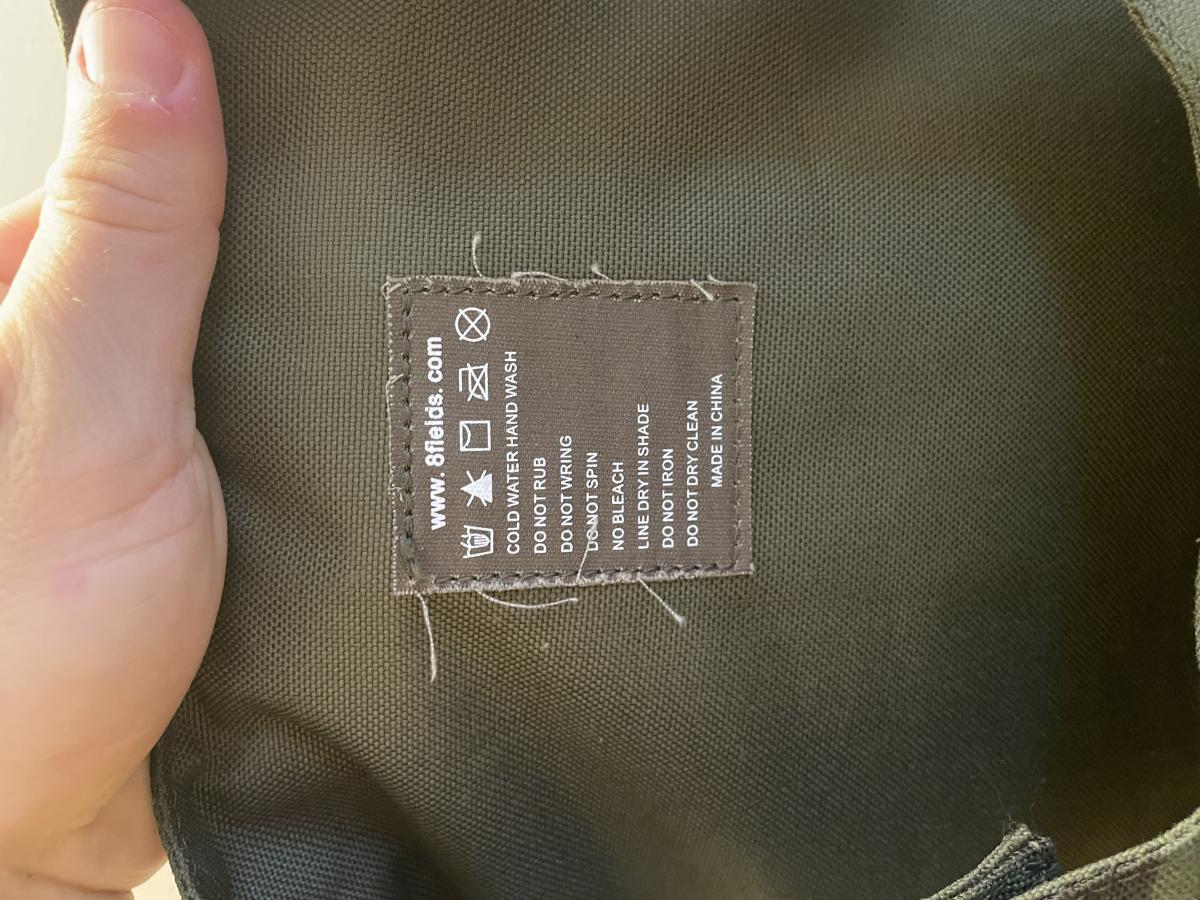 www. 8fields. com
COLD WATER HAND WASH
DO NOT RUB
DO NOT WRING
DO NOT SPIN
NO BLEACH
LINE DRY IN SHADE
DO NOT IRON
DO NOT DRY CLEAN
MADE IN CHINA